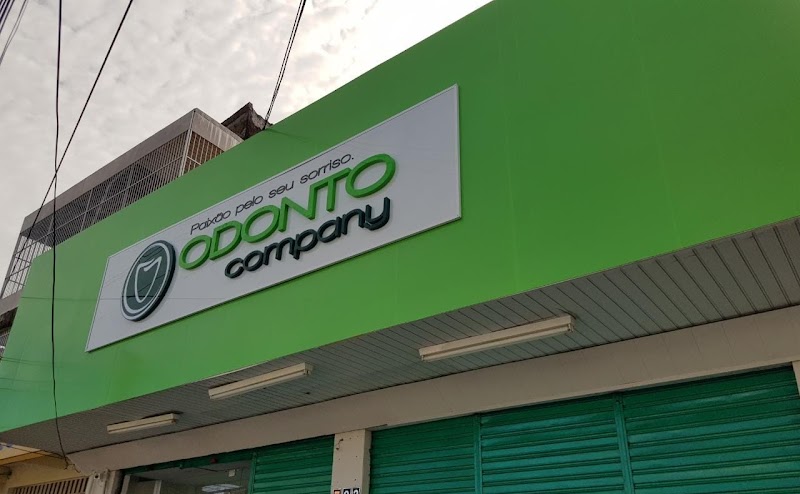 Paixão pelo seu sorriso.
ODONTO
company